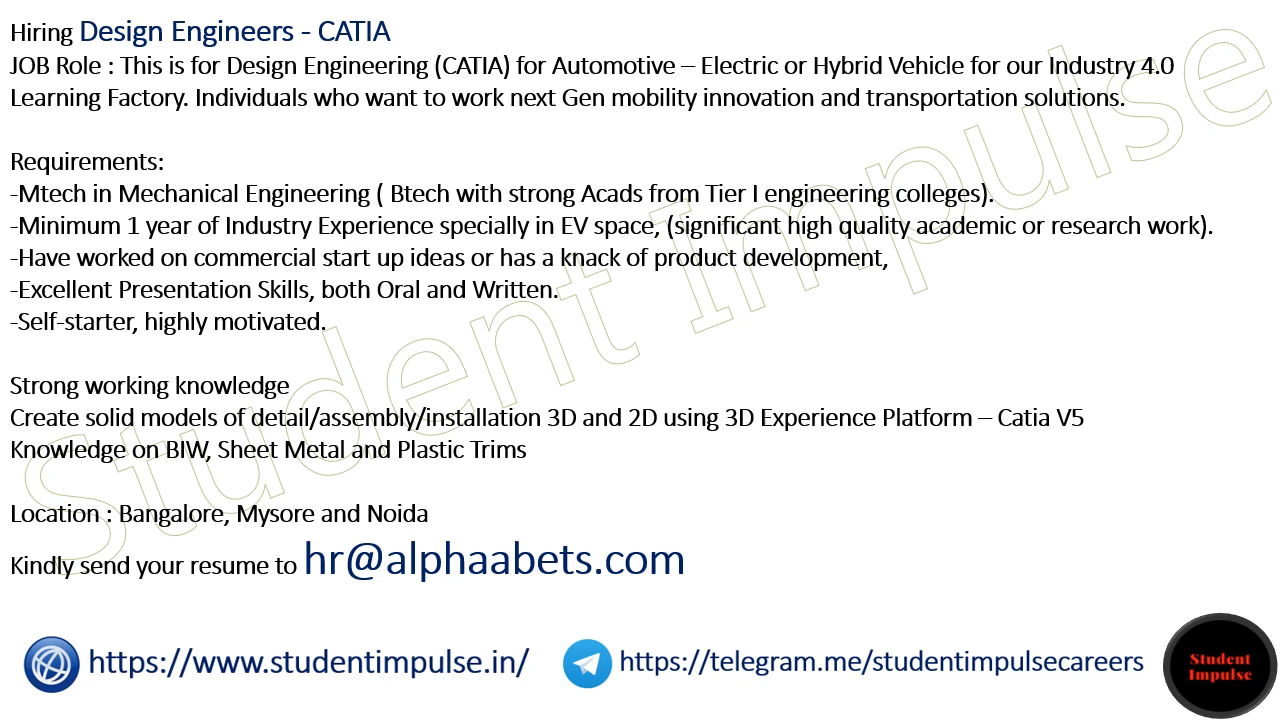 Hiring Design Engineers - CATIA
JOB Role : This is for Design Engineering (CATIA) for Automotive – Electric or Hybrid Vehicle for our Industry 4.0
Learning Factory. Individuals who want to work next Gen mobility innovation and transportation solutions.
Requirements:
-Mtech in Mechanical Engineering ( Btech with strong Acads from Tier I engineering colleges).
-Minimum 1 year of Industry Experience specially in EV space, (significant high quality academic or research work).
-Have worked on commercial start up ideas or has a knack of product development,
-Excellent Presentation Skills, both Oral and Written.
-Self-starter, highly motivated.
Strong working knowledge
Create solid models of detail/assembly/installation 3D and 2D using 3D Experience Platform – Catia V5
Knowledge on BIW, Sheet Metal and Plastic Trims
Location : Bangalore, Mysore and Noida
Kindly send your resume to hr@alphaabets.com
Student Impulse
https://www.studentimpulse.in/
https://telegram.me/studentimpulsecareers
Student
Impulse